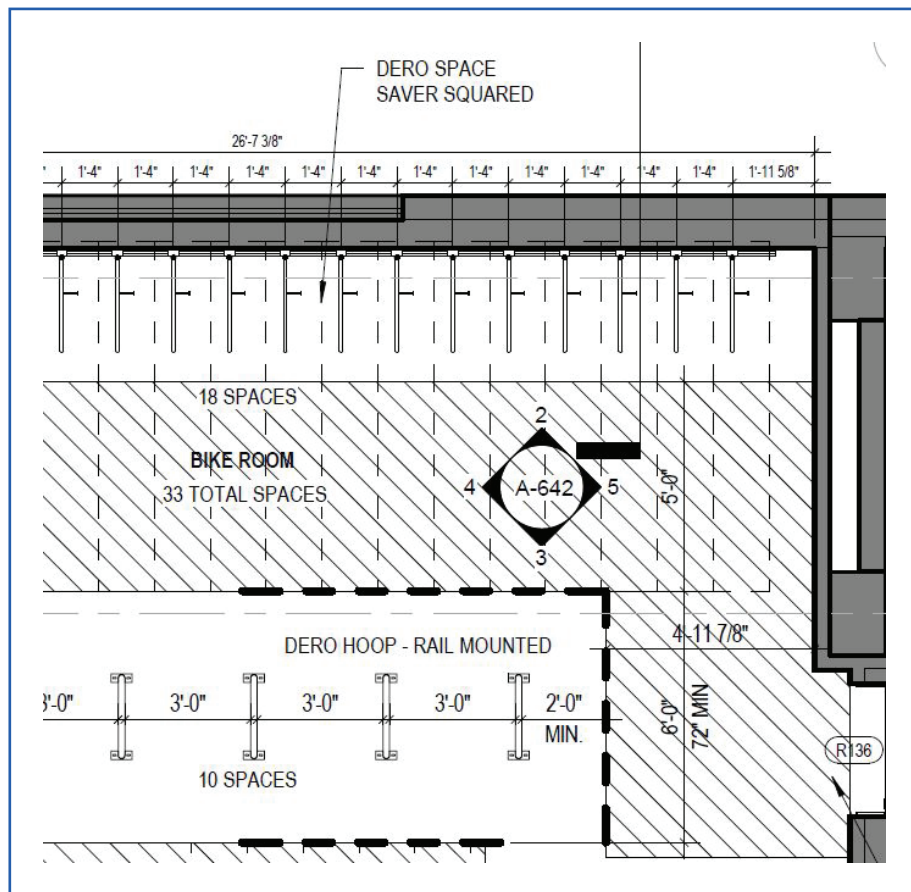 DERO SPACE
SAVER SQUARED
26'-7 3/8"
1'-4" 1'-4" 1'-4" 1'-4" 1'-4" 1'-4" 1'-4" 1'-4" 1'-4" 1'-4" 1'-4" 1'-4" 1'-11 5/8"
18 SPACES
BIKE ROOM
33 TOTAL SPACES
2
4 A-642 5
3
5'-0"
DERO HOOP - RAIL MOUNTED
4'-11 7/8"
3'-0" 3'-0" 3'-0" 2'-0"
MIN.
6'-0"
72" MIN
10 SPACES
R136